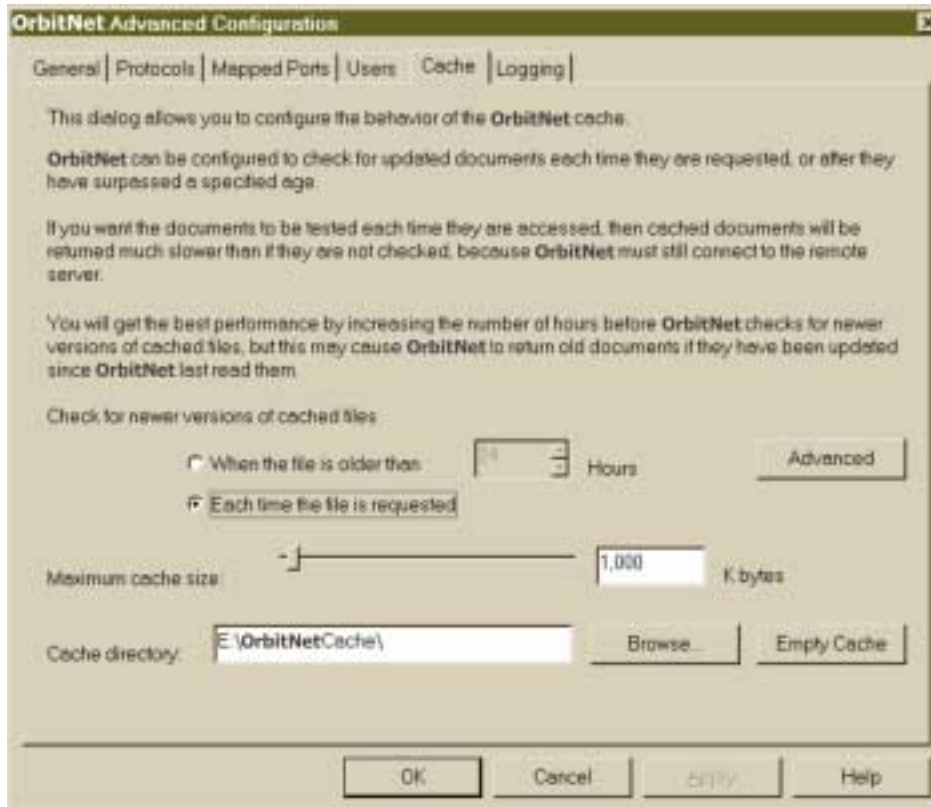 OrbitNet Advanced Configuration
General Protocols Mapped Ports Users Cache Logging
This dialog allows you to configure the behavior of the OrbitNet cache.
OrbitNet can be configured to check for updated documents each time they are requested, or after they
have surpassed a specified age.
If you want the documents to be tested each time they are accessed, then cached documents will be
returned much slower than if they are not checked, because OrbitNet must still connect to the remote
server.
You will get the best performance by increasing the number of hours before OrbitNet checks for newer
versions of cached files, but this may cause OrbitNet to return old documents if they have been updated
since OrbitNet last read them.
Check for newer versions of cached files
When the file is older than 24 Hours Advanced
Each time the file is requested
Maximum cache size 1,000 K bytes
Cache directory: E:\OrbitNetCache\ Browse... Empty Cache
OK Cancel Apply Help